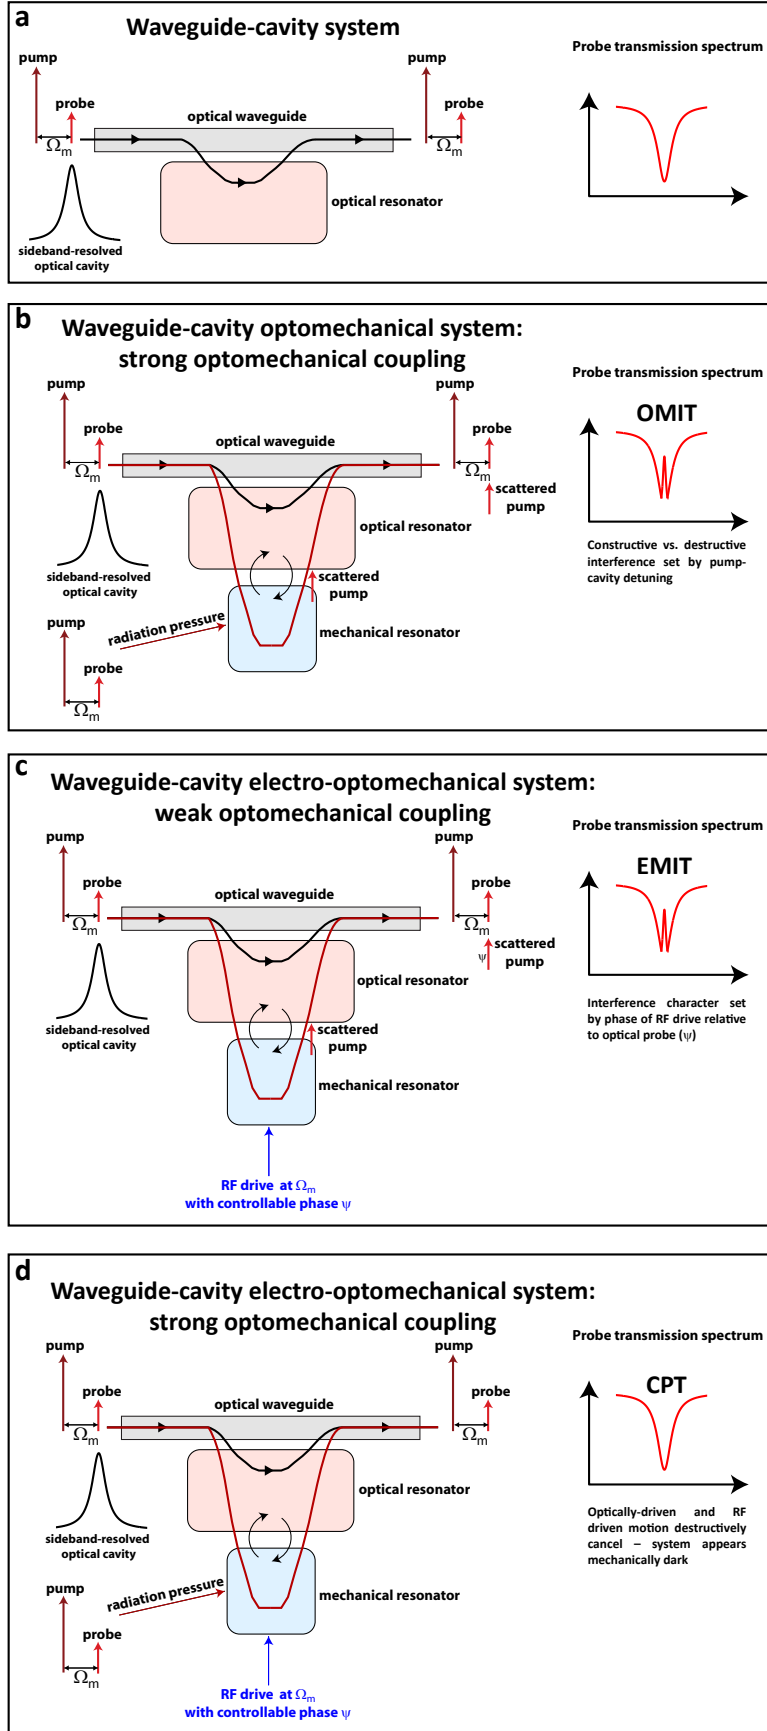 a
Waveguide-cavity system
Probe transmission spectrum
pump
probe
Ωm
optical waveguide
pump
probe
Ωm
optical resonator
sideband-resolved
optical cavity
b
Waveguide-cavity optomechanical system:
strong optomechanical coupling
Probe transmission spectrum
pump
probe
Ωm
optical waveguide
pump
probe
Ωm
scattered
pump
OMIT
optical resonator
Constructive vs. destructive
interference set by pump-
cavity detuning
sideband-resolved
optical cavity
scattered
pump
pump
radiation pressure
mechanical resonator
probe
Ωm
c
Waveguide-cavity electro-optomechanical system:
weak optomechanical coupling
Probe transmission spectrum
pump
probe
Ωm
optical waveguide
pump
probe
Ωm
ψ
scattered
pump
EMIT
optical resonator
Interference character set
by phase of RF drive relative
to optical probe (ψ)
sideband-resolved
optical cavity
scattered
pump
mechanical resonator
RF drive at Ωm
with controllable phase ψ
d
Waveguide-cavity electro-optomechanical system:
strong optomechanical coupling
Probe transmission spectrum
pump
probe
Ωm
optical waveguide
pump
probe
Ωm
CPT
optical resonator
Optically-driven and RF
driven motion destructively
cancel – system appears
mechanically dark
sideband-resolved
optical cavity
pump
radiation pressure
mechanical resonator
probe
Ωm
RF drive at Ωm
with controllable phase ψ